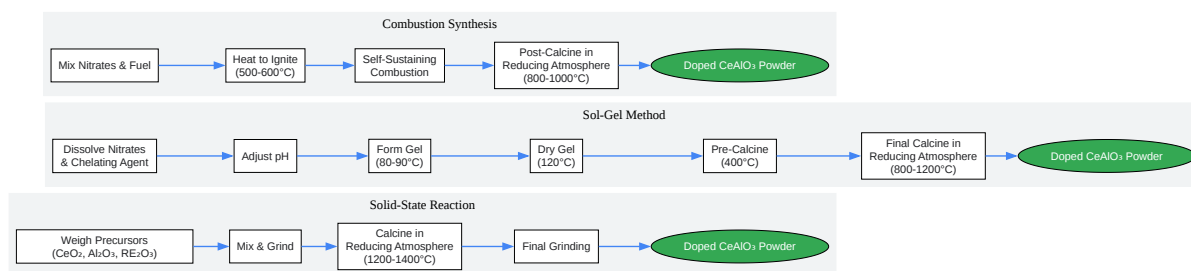 Combustion Synthesis
Mix Nitrates & Fuel
Heat to Ignite
(500-600°C)
Self-Sustaining
Combustion
Post-Calcine in
Reducing Atmosphere
(800-1000°C)
Doped CeAlO₃ Powder
Sol-Gel Method
Dissolve Nitrates
& Chelating Agent
Adjust pH
Form Gel
(80-90°C)
Dry Gel
(120°C)
Pre-Calcine
(400°C)
Final Calcine in
Reducing Atmosphere
(800-1200°C)
Doped CeAlO₃ Powder
Solid-State Reaction
Weigh Precursors
(CeO₂, Al₂O₃, RE₂O₃)
Mix & Grind
Calcine in
Reducing Atmosphere
(1200-1400°C)
Final Grinding
Doped CeAlO₃ Powder